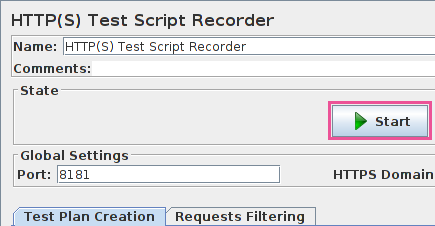 HTTP(S) Test Script Recorder
Name: HTTP(S) Test Script Recorder
Comments:
State
Start
Global Settings
Port: 8181 HTTPS Domain
Test Plan Creation Requests Filtering